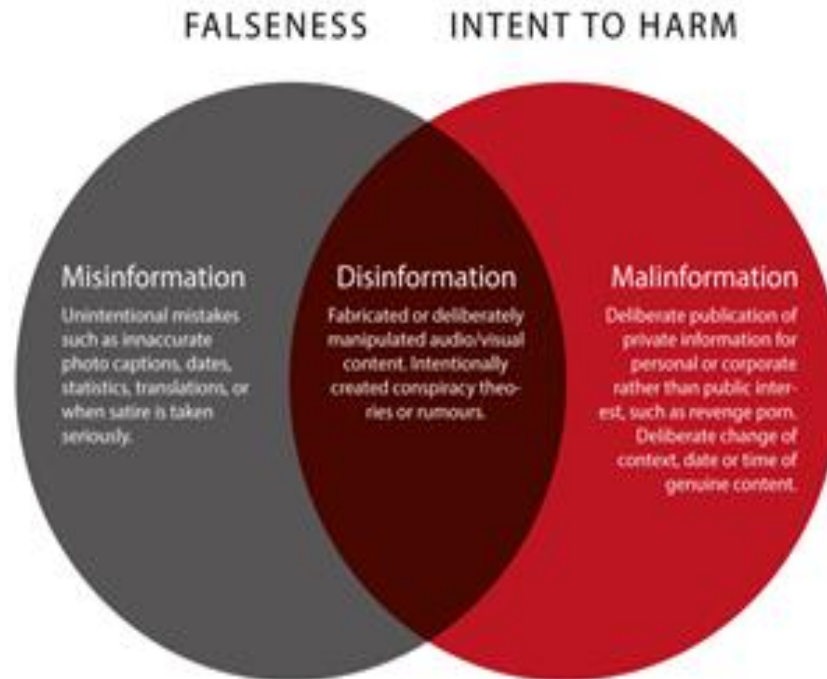 FALSENESS
INTENT TO HARM
Misinformation
Unintentional mistakes
such as innaccurate
photo captions, dates,
statistics, translations, or
when satire is taken
seriously.
Disinformation
Fabricated or deliberately
manipulated audio/visual
content. Intentionally
created conspiracy theo-
ries or rumours.
Malinformation
Deliberate publication of
private information for
personal or corporate
rather than public inter-
est, such as revenge porn.
Deliberate change of
context, date or time of
genuine content.